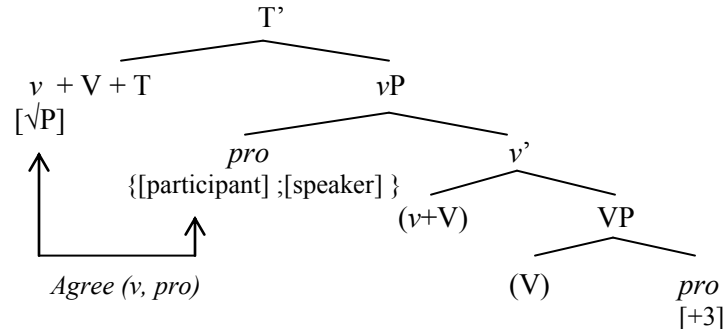 T’
v + V + T vP
[√P]
pro v’
{[participant] ;[speaker] }
(v+V) VP
Agree (v, pro) (V) pro
[+3]